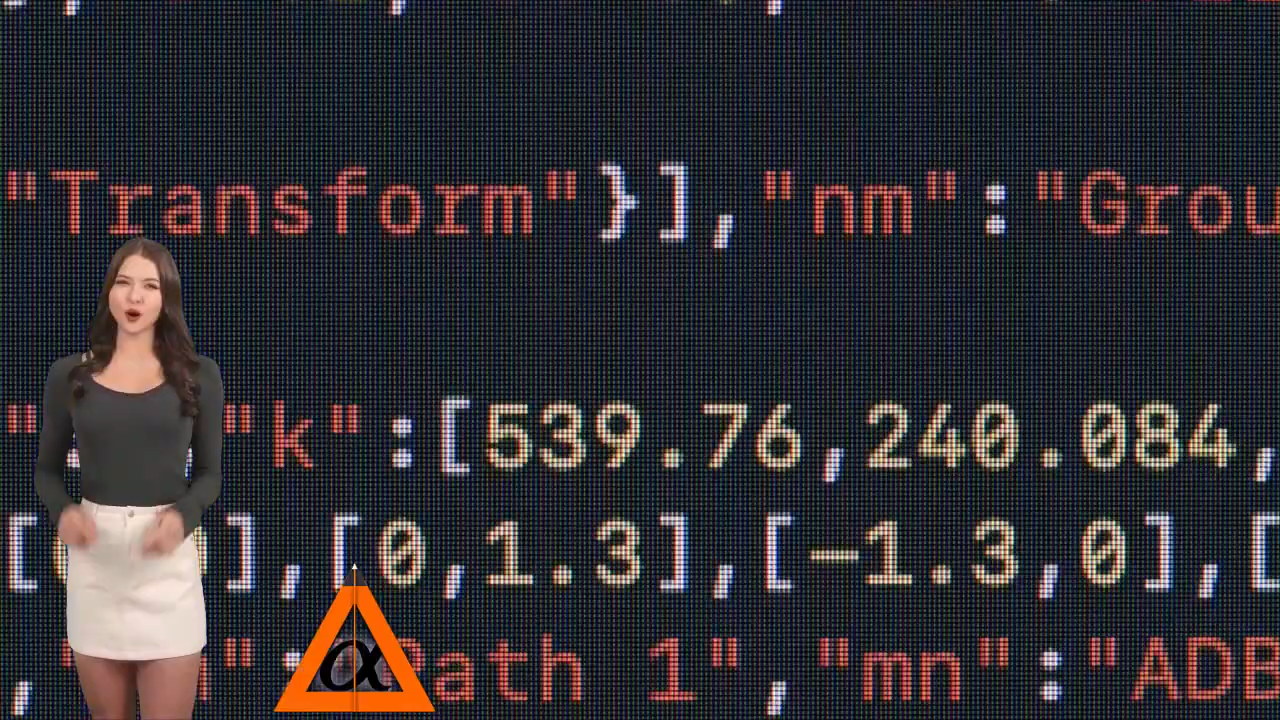 "Transform"}],"nm":"Grou
"k":[539.76,240.084,
],[0,1.3],[-1.3,0],[
":"Path 1","mn":"ADB
α